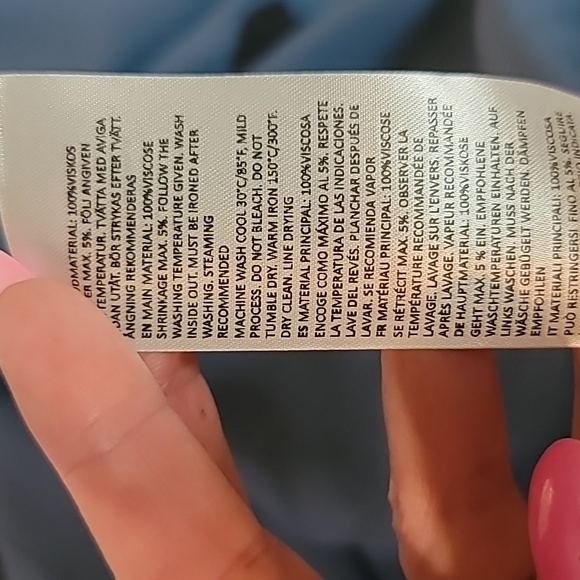 DMATERIAL: 100%VISKOS
ER MAX. 5%. FÖLJ ANGIVEN
TEMPERATUR. TVÄTTA MED AVIGA
DAN UTÅT. BÖR STRYKAS EFTER TVÄTT.
ÅNGNING REKOMMENDERAS
EN MAIN MATERIAL: 100%VISCOSE
SHRINKAGE MAX. 5%. FOLLOW THE
WASHING TEMPERATURE GIVEN. WASH
INSIDE OUT. MUST BE IRONED AFTER
WASHING. STEAMING
RECOMMENDED
MACHINE WASH COOL 30°C/85°F, MILD
PROCESS. DO NOT BLEACH. DO NOT
TUMBLE DRY. WARM IRON 150°C/300°F.
DRY CLEAN. LINE DRYING
ES MATERIAL PRINCIPAL: 100%VISCOSA
ENCOGE COMO MÁXIMO AL 5%. RESPETE
LA TEMPERATURA DE LAS INDICACIONES.
LAVE DEL REVÉS. PLANCHAR DESPUÉS DE
LAVAR. SE RECOMIENDA VAPOR
FR MATÉRIAU PRINCIPAL: 100%VISCOSE
SE RÉTRÉCIT MAX. 5%. OBSERVER LA
TEMPÉRATURE RECOMMANDÉE DE
LAVAGE. LAVAGE SUR L'ENVERS. REPASSER
APRÈS LAVAGE. VAPEUR RECOMMANDÉE
DE HAUPTMATERIAL: 100%VISKOSE
GEHT MAX. 5 % EIN. EMPFOHLENE
WASCHTEMPERATUREN EINHALTEN. AUF
LINKS WASCHEN. MUSS NACH DER
WÄSCHE GEBÜGELT WERDEN. DÄMPFEN
EMPFOHLEN
IT MATERIALI PRINCIPALI: 100%VISCOSA
PUÒ RESTRINGERSI FINO AL 5%. SEGUIRE